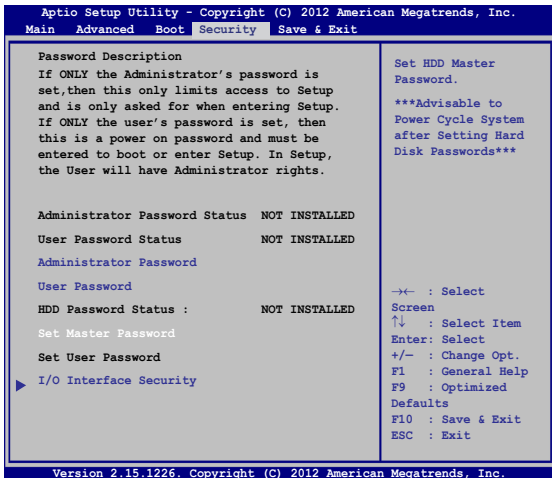 Aptio Setup Utility - Copyright (C) 2012 American Megatrends, Inc.
Main Advanced Boot Security Save & Exit
Password Description
If ONLY the Administrator's password is
set,then this only limits access to Setup
and is only asked for when entering Setup.
If ONLY the user's password is set, then
this is a power on password and must be
entered to boot or enter Setup. In Setup,
the User will have Administrator rights.
Administrator Password Status NOT INSTALLED
User Password Status NOT INSTALLED
Administrator Password
User Password
HDD Password Status : NOT INSTALLED
Set Master Password
Set User Password
I/O Interface Security
Set HDD Master
Password.
***Advisable to
Power Cycle System
after Setting Hard
Disk Passwords***
→← : Select
Screen
↑↓ : Select Item
Enter: Select
+/— : Change Opt.
F1 : General Help
F9 : Optimized
Defaults
F10 : Save & Exit
ESC : Exit
Version 2.15.1226. Copyright (C) 2012 American Megatrends, Inc.